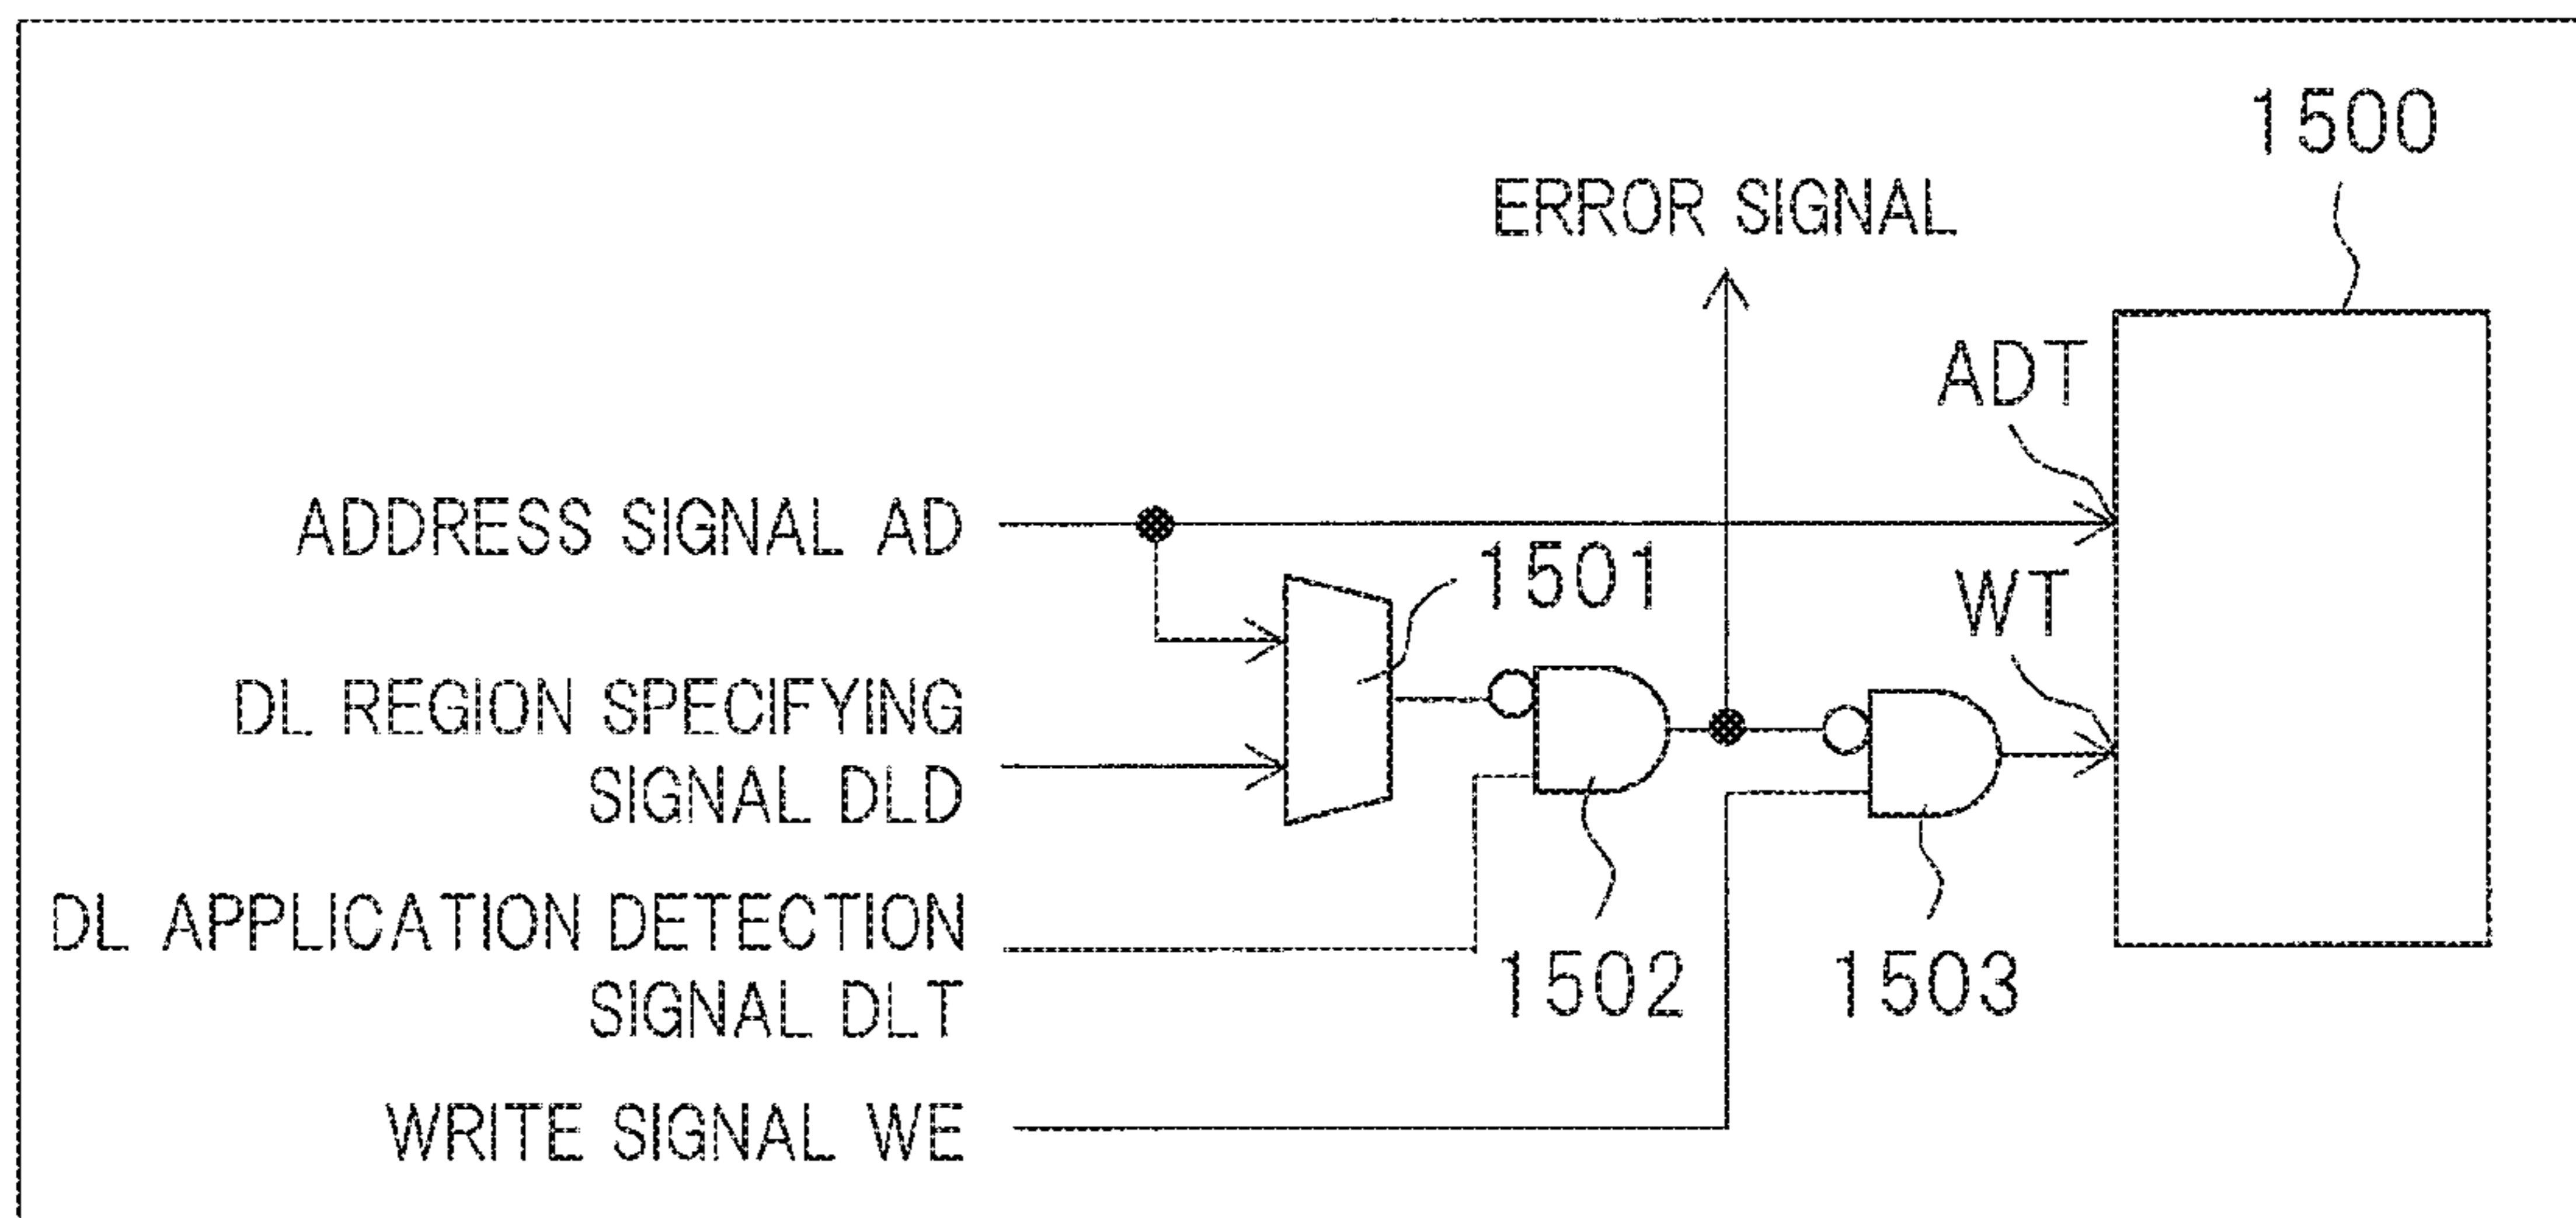 1500
ERROR SIGNAL
ADT
ADDRESS SIGNAL AD
1501
WT
DL REGION SPECIFYING
SIGNAL DLD
DL APPLICATION DETECTION
SIGNAL DLT
1502
1503
WRITE SIGNAL WE